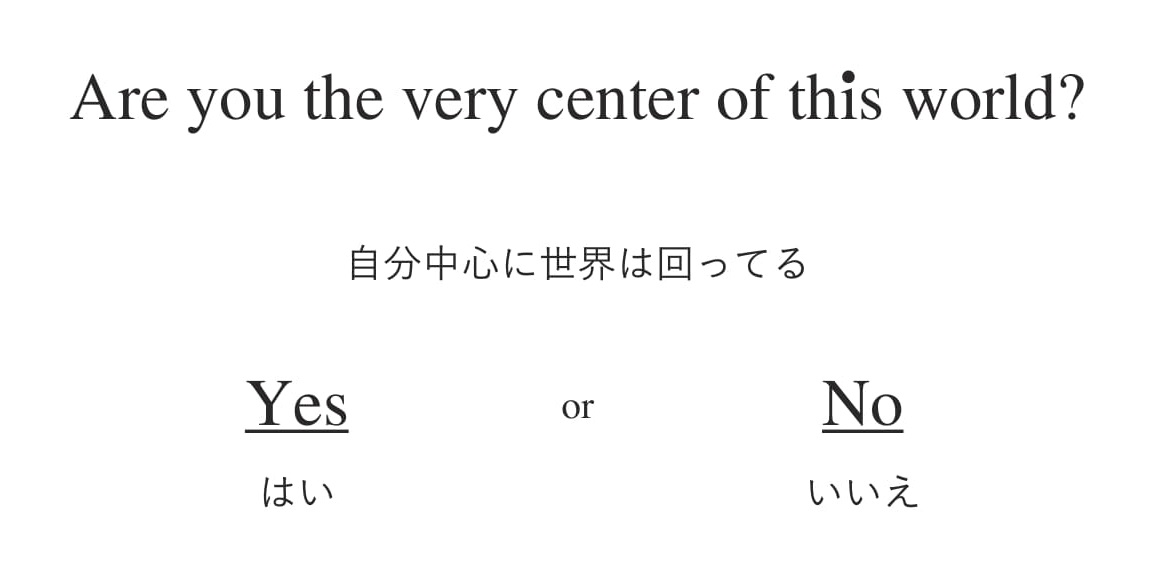 Are you the very center of this world?
自分中心に世界は回ってる
Yes or No
はい いいえ